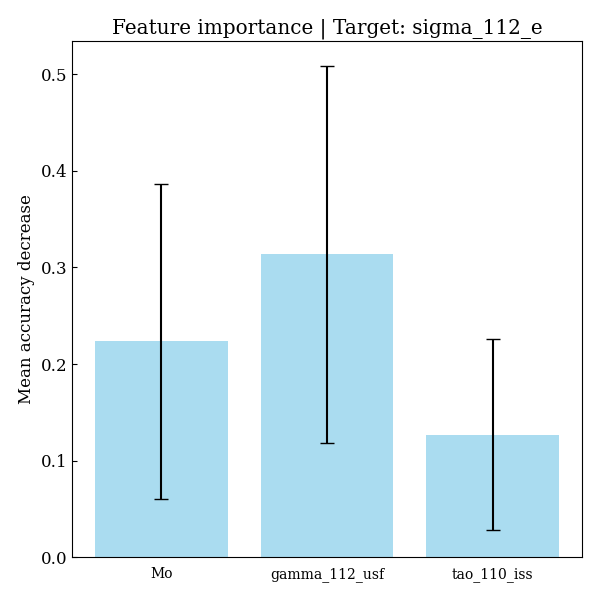 Feature importance | Target: sigma_112_e
Mean accuracy decrease
0.5
0.4
0.3
0.2
0.1
0.0
Mo
gamma_112_usf
tao_110_iss